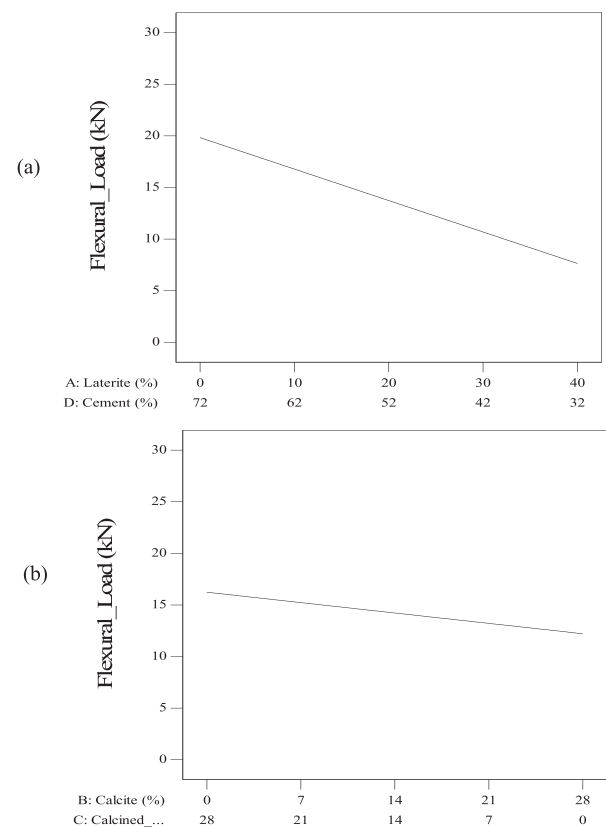 (a)
Flexural_Load (kN)
30
25
20
15
10
5
0
A: Laterite (%) 0 10 20 30 40
D: Cement (%) 72 62 52 42 32
(b)
Flexural_Load (kN)
30
25
20
15
10
5
0
B: Calcite (%) 0 7 14 21 28
C: Calcined_... 28 21 14 7 0